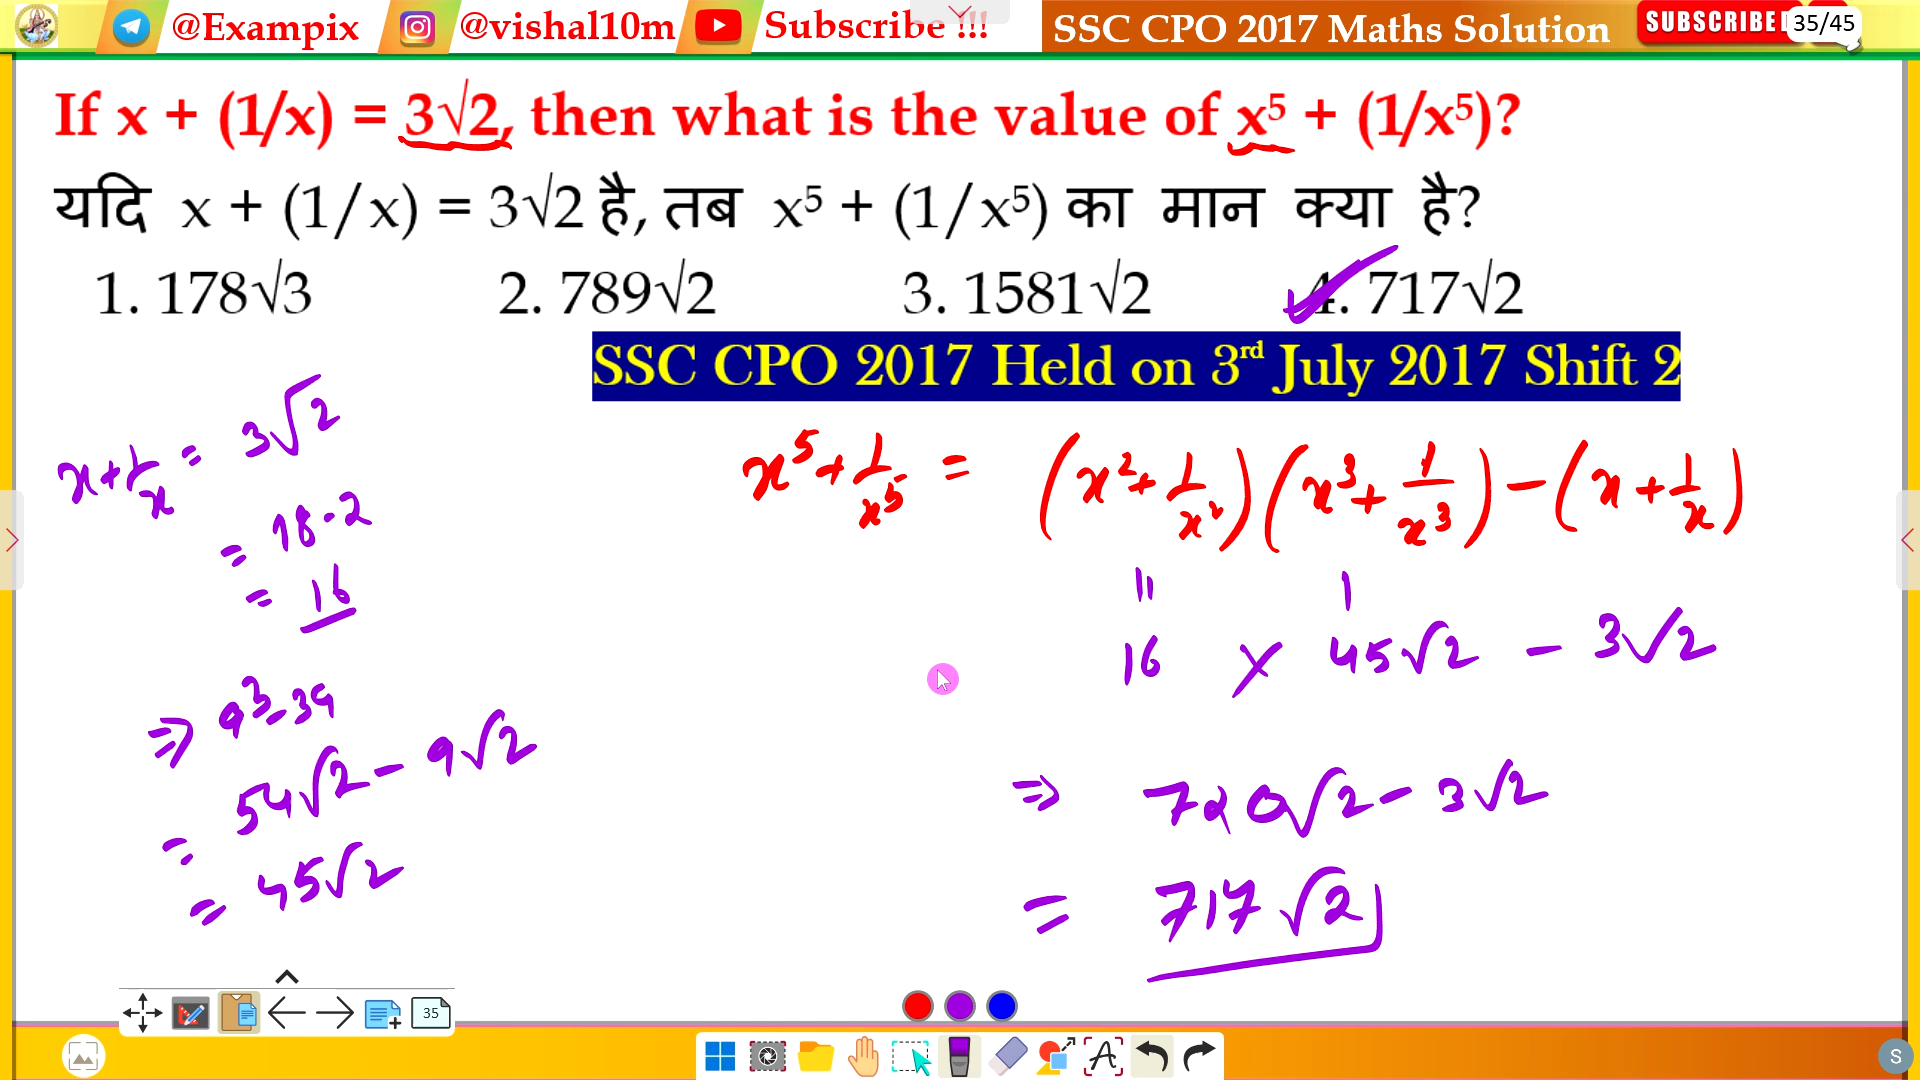 @Exampix @vishal10m Subscribe !!! SSC CPO 2017 Maths Solution SUBSCRIBE 35/45
If x + (1/x) = 3√2, then what is the value of x⁵ + (1/x⁵)?
यदि x + (1/x) = 3√2 है, तब x⁵ + (1/x⁵) का मान क्या है?
1. 178√3 2. 789√2 3. 1581√2 4. 717√2
SSC CPO 2017 Held on 3rd July 2017 Shift 2
x + 1/x = 3√2
= 18 - 2
= 16
⇒ a³ - 3a
= 54√2 - 9√2
= 45√2
x⁵ + 1/x⁵ = (x² + 1/x²)(x³ + 1/x³) - (x + 1/x)
16 × 45√2 - 3√2
⇒ 720√2 - 3√2
= 717√2
35
A
S